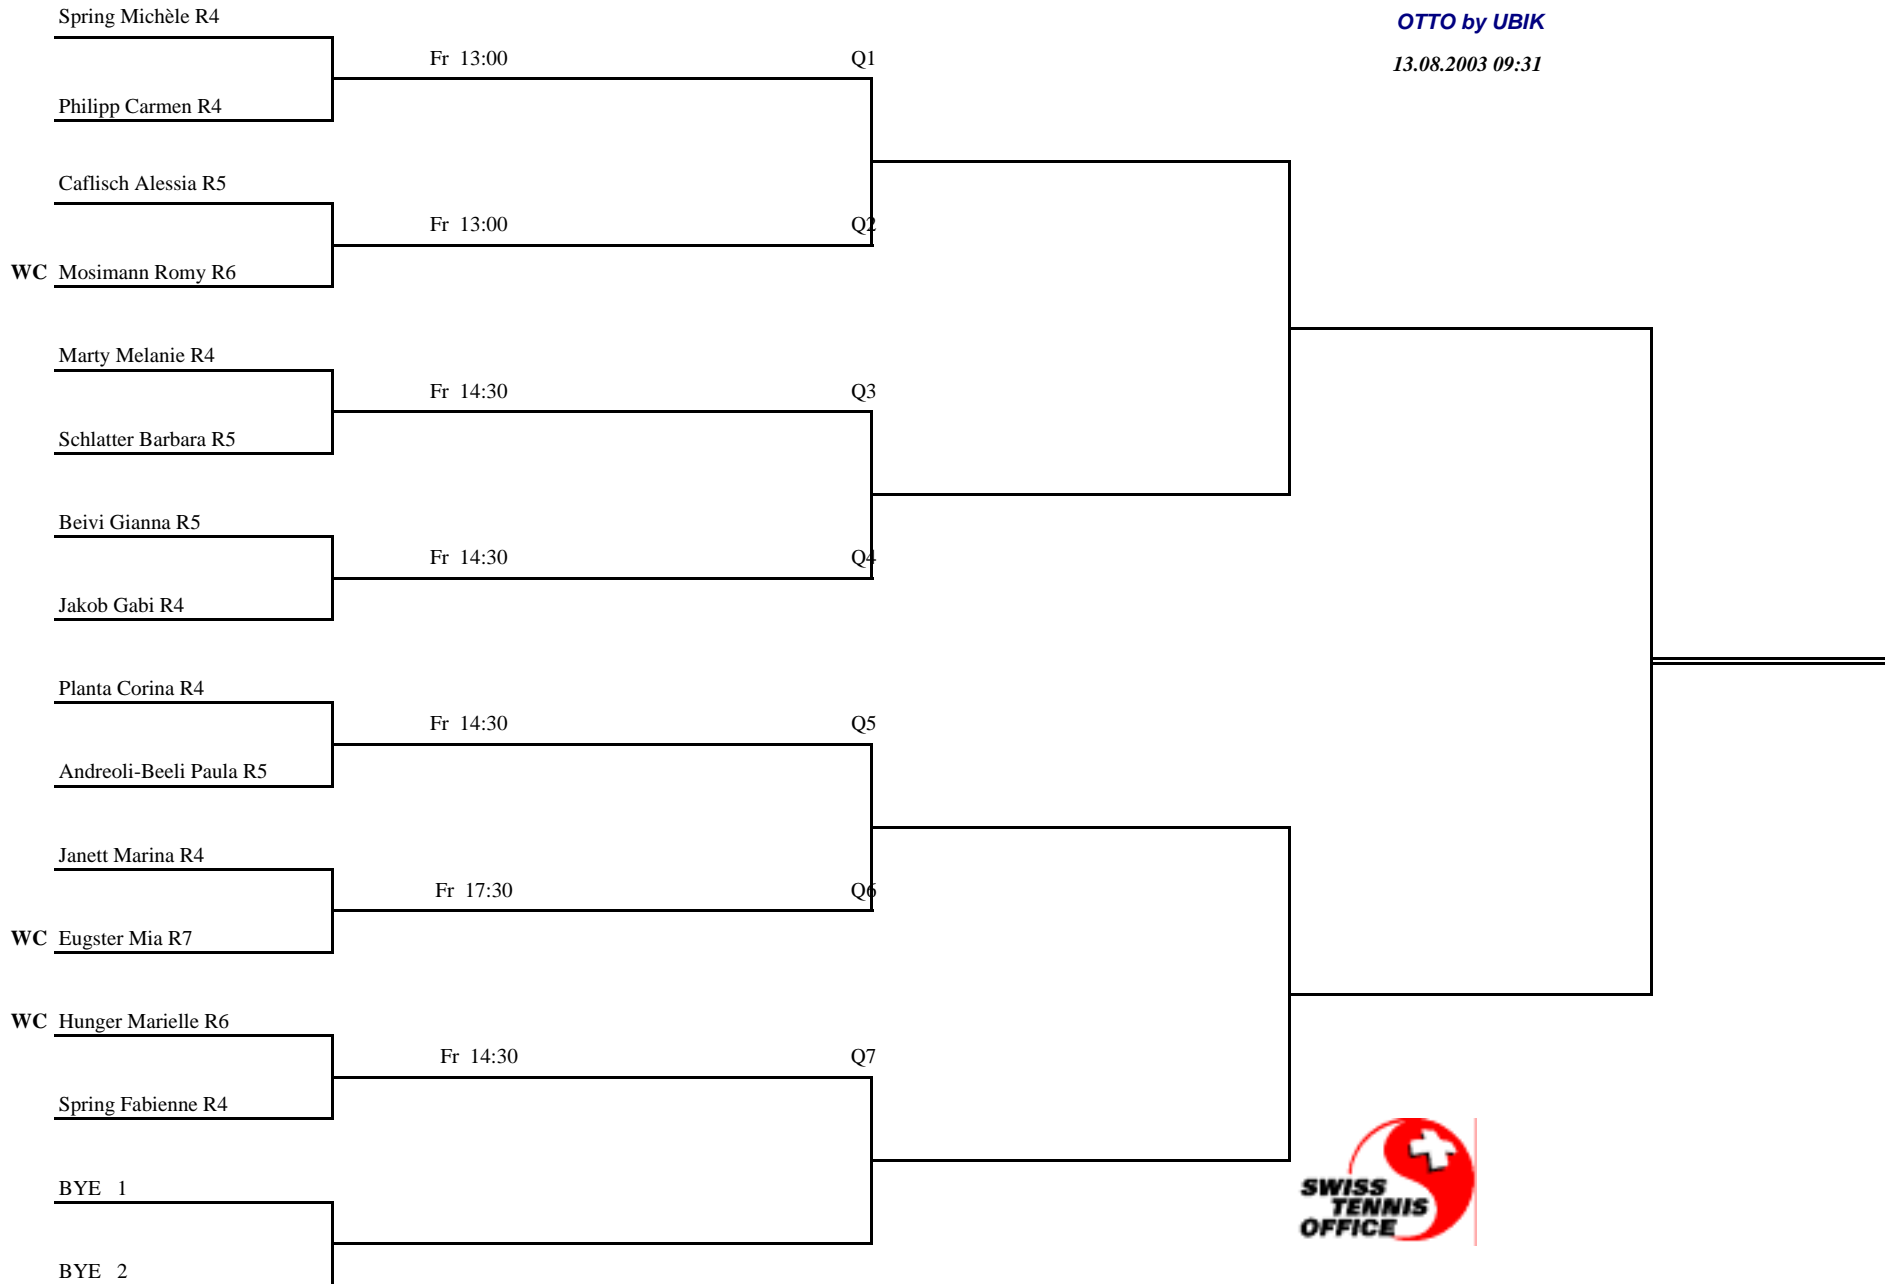 Spring Michèle R4
OTTO by UBIK
Fr 13:00 Q1
13.08.2003 09:31
Philipp Carmen R4
Caflisch Alessia R5
Fr 13:00 Q2
WC Mosimann Romy R6
Marty Melanie R4
Fr 14:30 Q3
Schlatter Barbara R5
Beivi Gianna R5
Fr 14:30 Q4
Jakob Gabi R4
Planta Corina R4
Fr 14:30 Q5
Andreoli-Beeli Paula R5
Janett Marina R4
Fr 17:30 Q6
WC Eugster Mia R7
WC Hunger Marielle R6
Fr 14:30 Q7
Spring Fabienne R4
BYE 1
SWISS
TENNIS
OFFICE
BYE 2